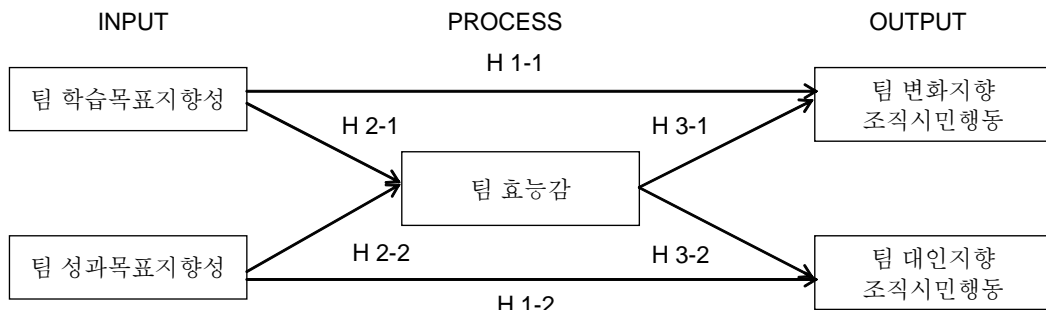 INPUT PROCESS OUTPUT
H 1-1
팀 학습목표지향성
팀 변화지향
조직시민행동
H 2-1 H 3-1
팀 효능감
H 2-2 H 3-2
팀 성과목표지향성
팀 대인지향
조직시민행동
H 1-2